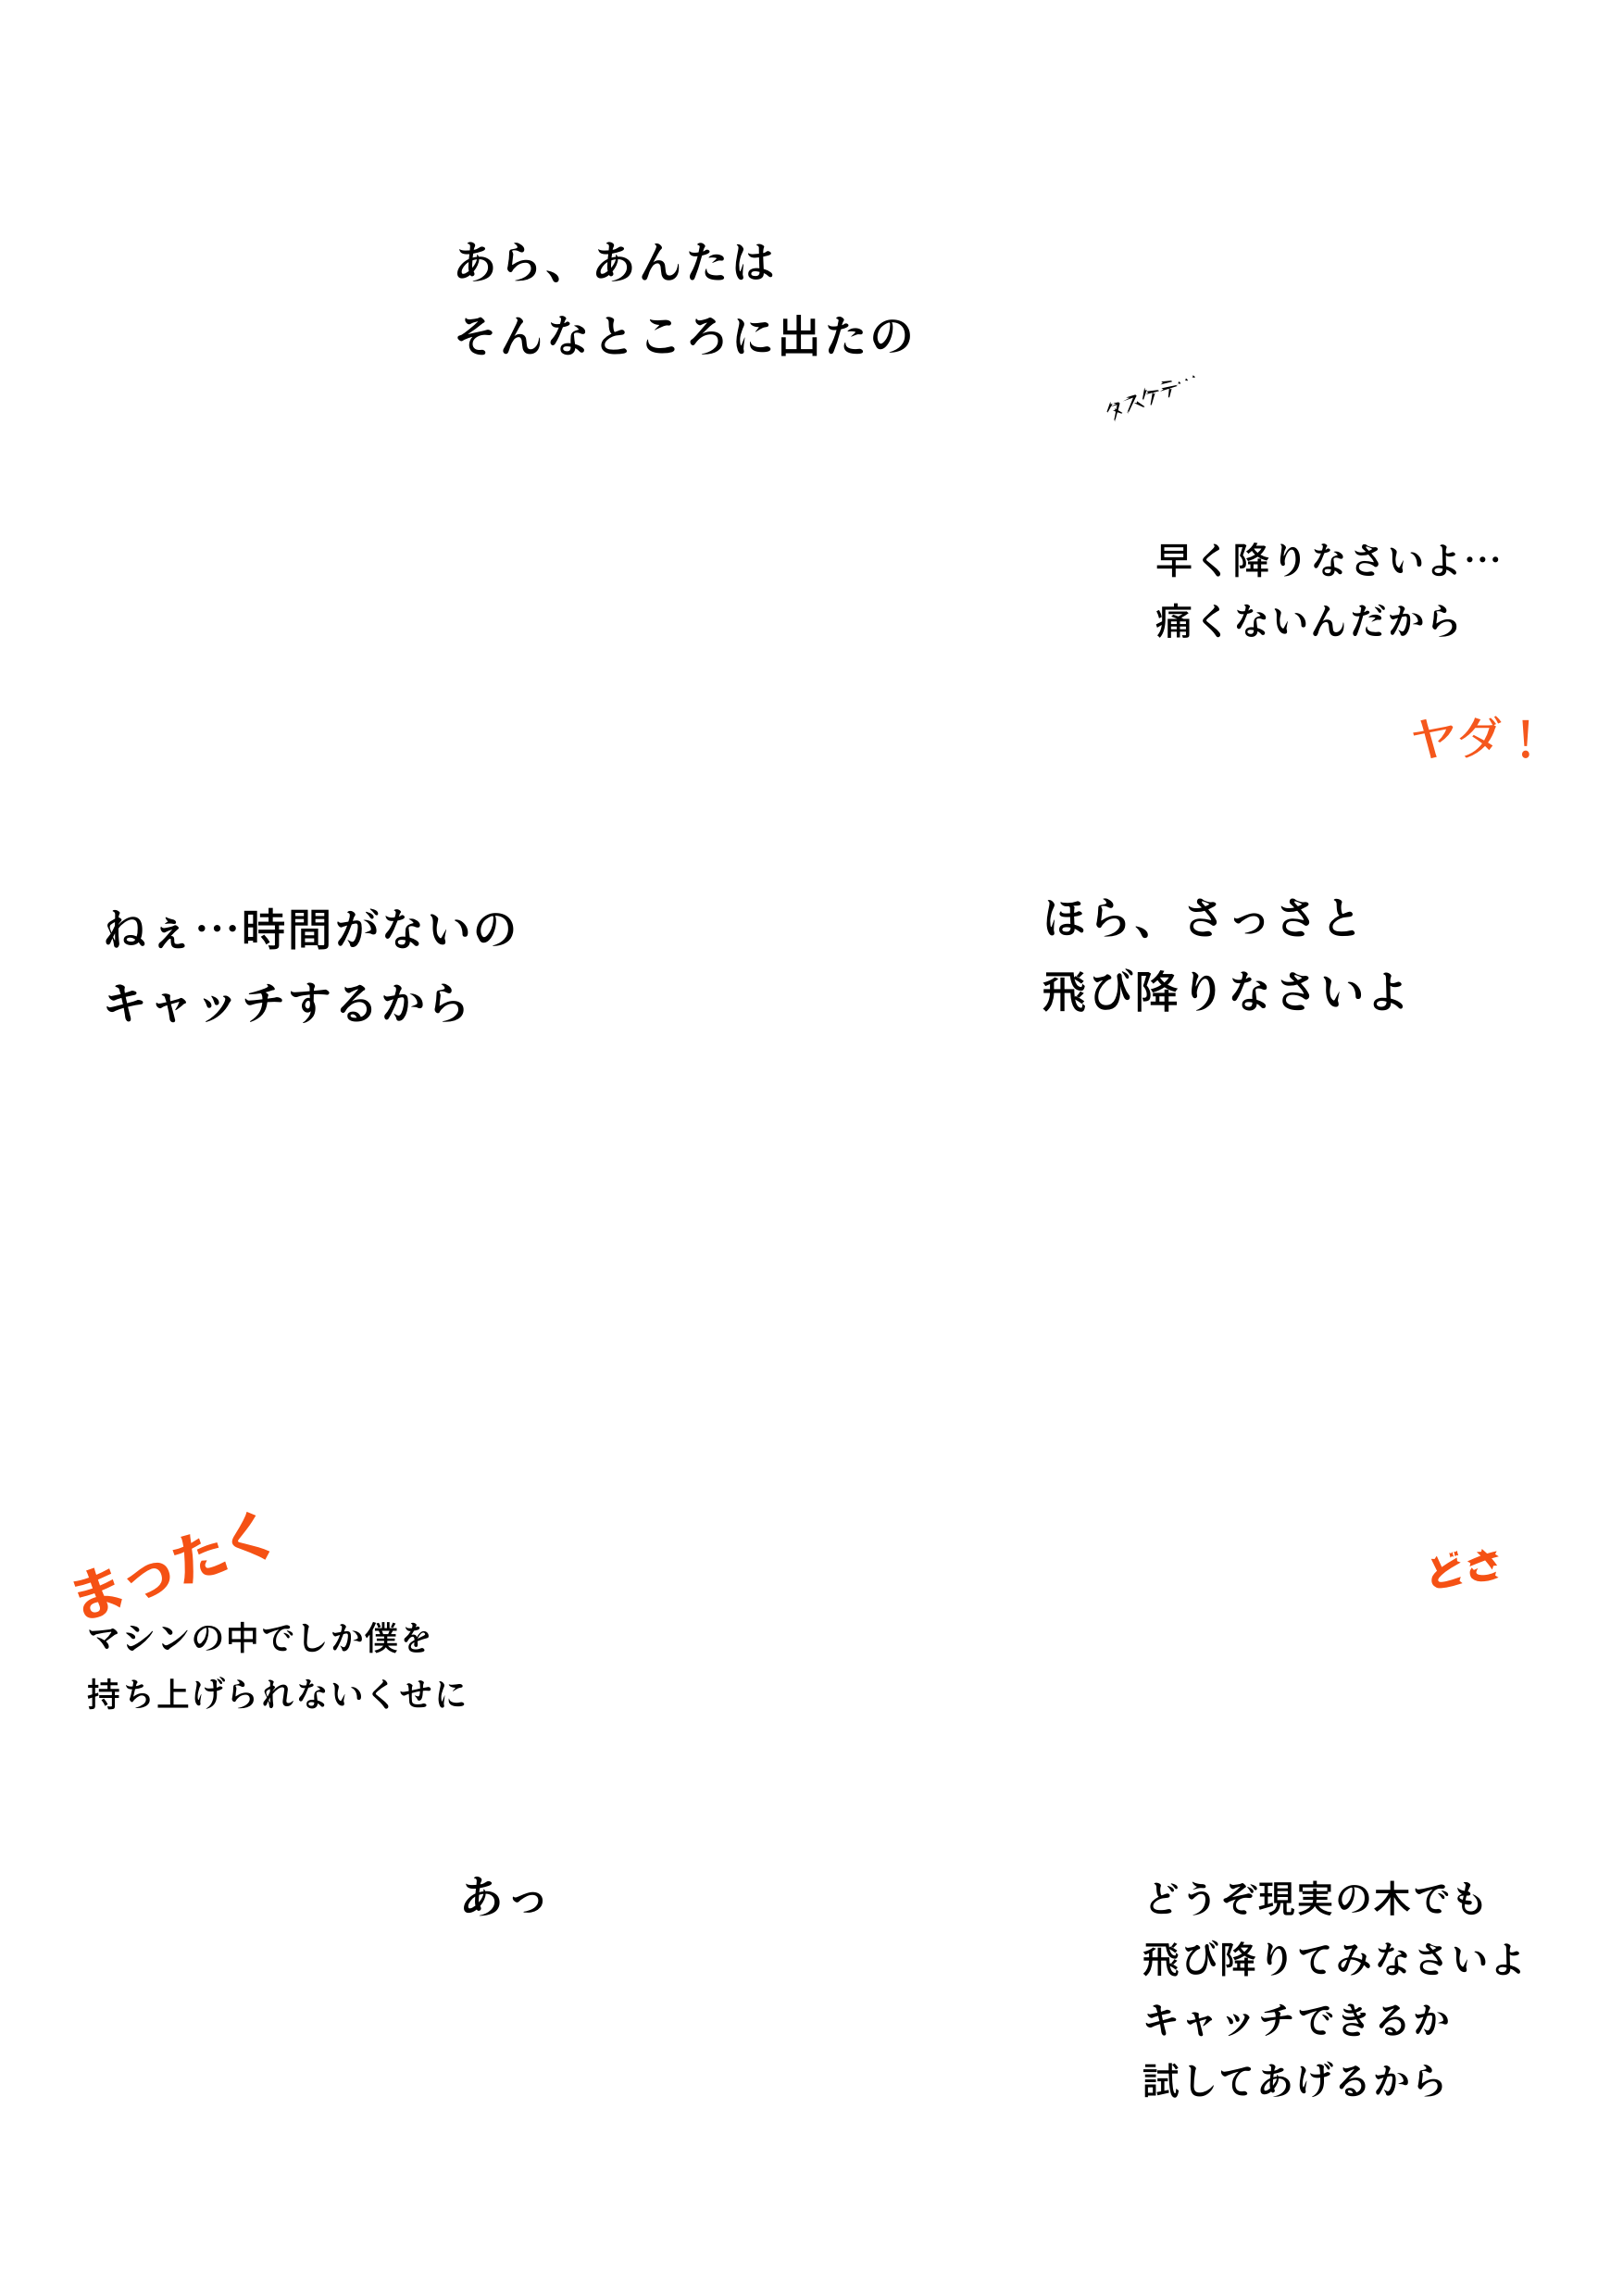 あら、あんたは
そんなところに出たの
タスケテ…
早く降りなさいよ…
痛くないんだから
ヤダ！
ねぇ…時間がないの
キャッチするから
ほら、さっさと
飛び降りなさいよ
まったく
マシンの中でしか僕を
持ち上げられないくせに
どさ
あっ
どうぞ現実の木でも
飛び降りてみなさいよ
キャッチできるか
試してあげるから